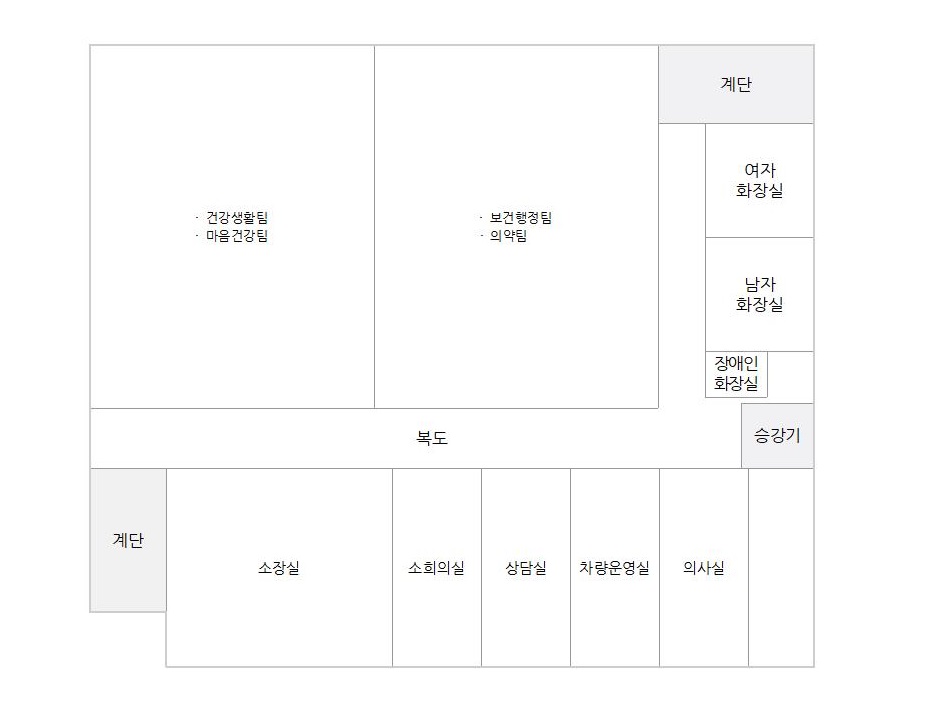 계단
여자
화장실
· 건강생활팀
· 마음건강팀
· 보건행정팀
· 의약팀
남자
화장실
장애인
화장실
복도
승강기
계단
소장실
소희의실
상담실
차량운영실
의사실